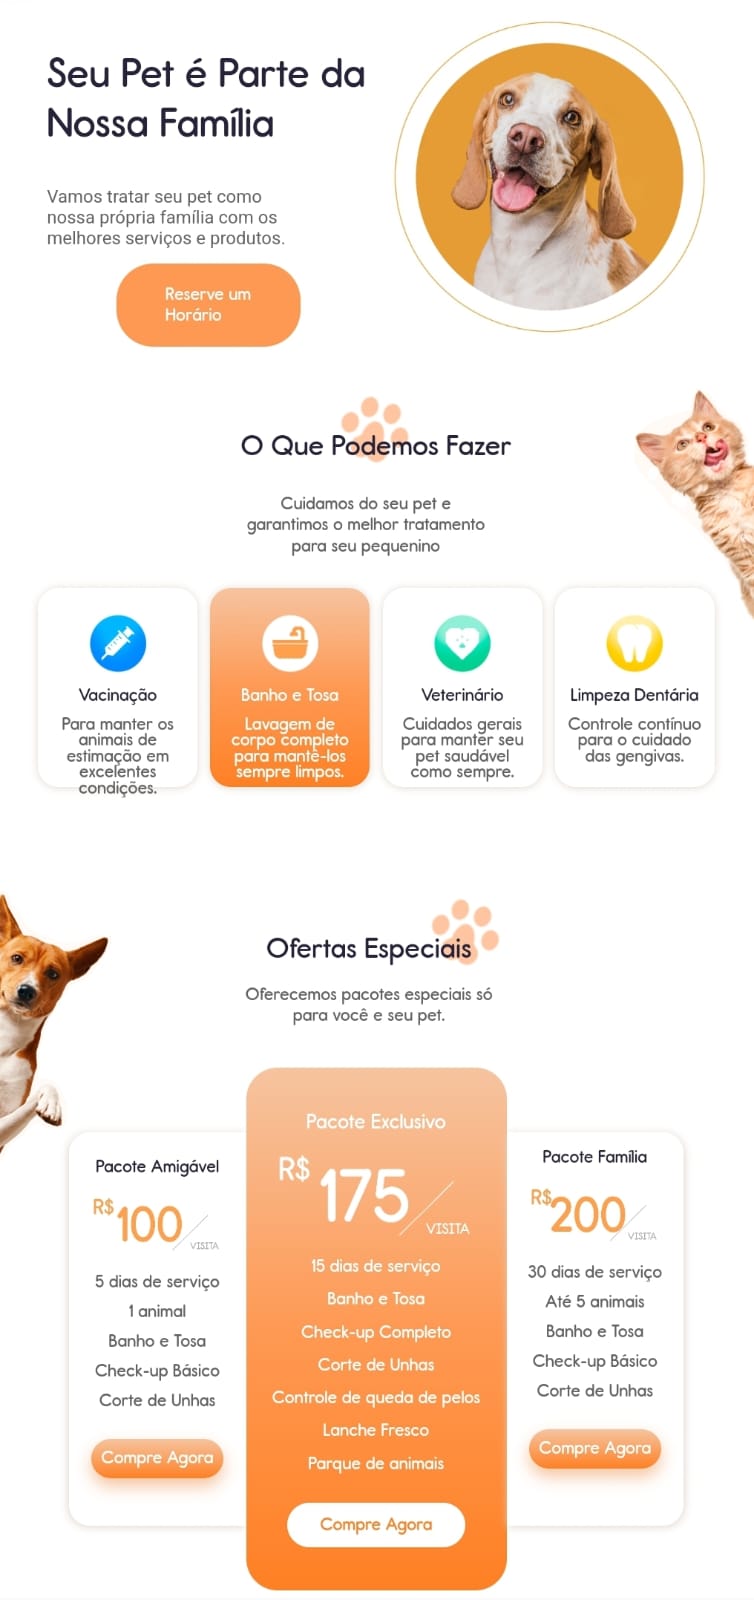 Seu Pet é Parte da
Nossa Família
Vamos tratar seu pet como
nossa própria família com os
melhores serviços e produtos.
Reserve um
Horário
O Que Podemos Fazer
Cuidamos do seu pet e
garantimos o melhor tratamento
para seu pequenino
Vacinação
Para manter os
animais de
estimação em
excelentes
condições.
Banho e Tosa
Lavagem de
corpo completo
para mantê-los
sempre limpos.
Veterinário
Cuidados gerais
para manter seu
pet saudável
como sempre.
Limpeza Dentária
Controle contínuo
para o cuidado
das gengivas.
Ofertas Especiais
Oferecemos pacotes especiais só
para você e seu pet.
Pacote Amigável
R$100
VISITA
5 dias de serviço
1 animal
Banho e Tosa
Check-up Básico
Corte de Unhas
Compre Agora
Pacote Exclusivo
R$ 175
VISITA
15 dias de serviço
Banho e Tosa
Check-up Completo
Corte de Unhas
Controle de queda de pelos
Lanche Fresco
Parque de animais
Compre Agora
Pacote Família
R$200
VISITA
30 dias de serviço
Até 5 animais
Banho e Tosa
Check-up Básico
Corte de Unhas
Compre Agora